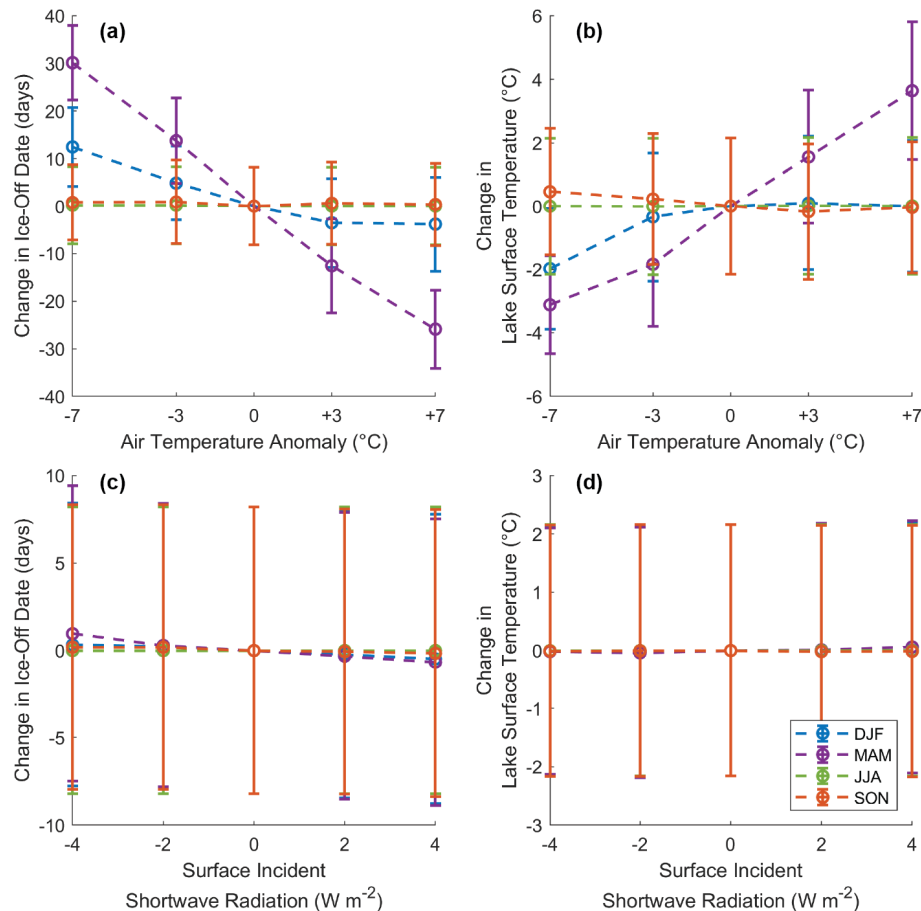 (a)
Change in Ice-Off Date (days)
40
30
20
10
0
-10
-20
-30
-40
-7
-3
0
+3
+7
Air Temperature Anomaly (°C)
(b)
Change in
Lake Surface Temperature (°C)
6
4
2
0
-2
-4
-6
-7
-3
0
+3
+7
Air Temperature Anomaly (°C)
(c)
Change in Ice-Off Date (days)
10
5
0
-5
-10
-4
-2
0
2
4
Surface Incident
Shortwave Radiation (W m-2)
(d)
Change in
Lake Surface Temperature (°C)
3
2
1
0
-1
-2
-3
-4
-2
0
2
4
Surface Incident
Shortwave Radiation (W m-2)
DJF
MAM
JJA
SON